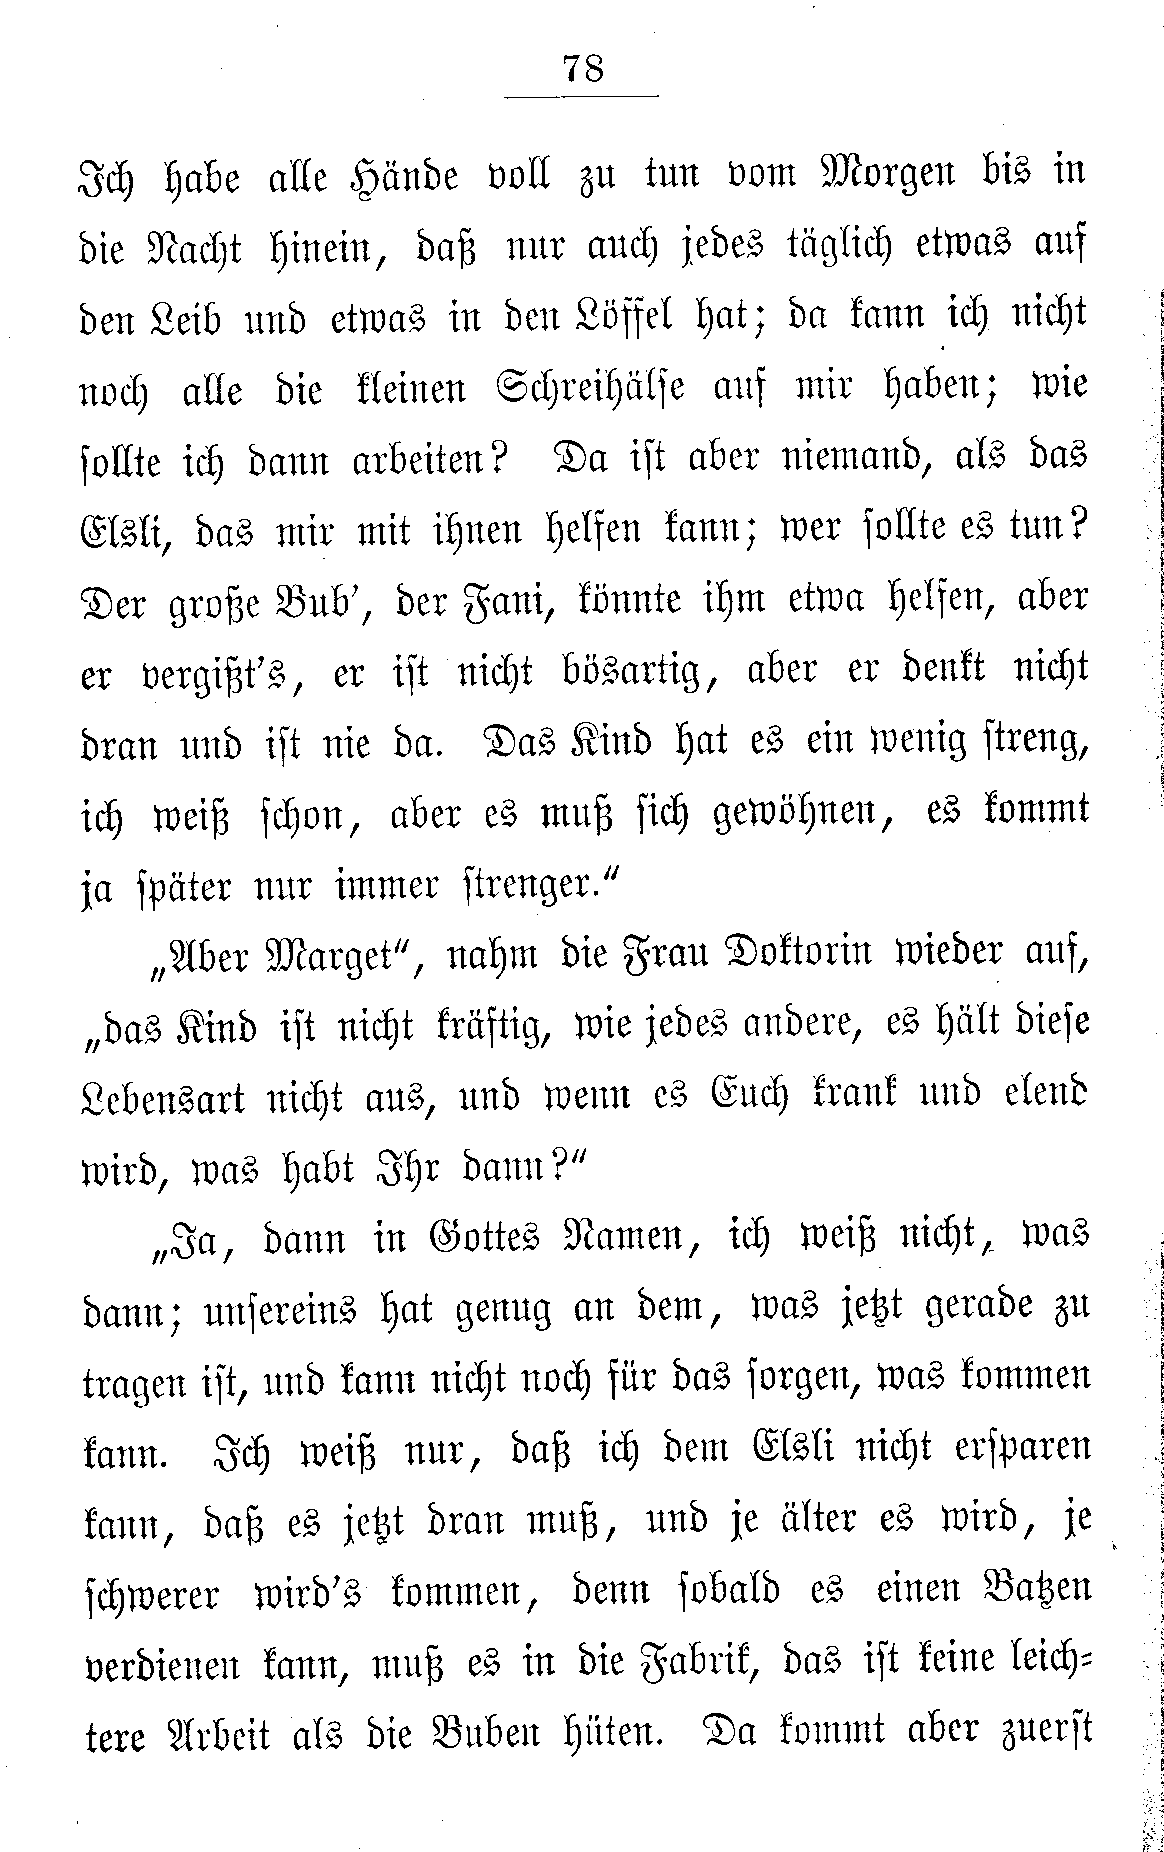 78
Ich habe alle Hände voll zu tun vom Morgen bis in
die Nacht hinein, daß nur auch jedes täglich etwas auf
den Leib und etwas in den Löffel hat; da kann ich nicht
noch alle die kleinen Schreihälse auf mir haben; wie
sollte ich dann arbeiten? Da ist aber niemand, als das
Elsli, das mir mit ihnen helfen kann; wer sollte es tun?
Der große Bub', der Fani, könnte ihm etwa helfen, aber
er vergißt's, er ist nicht bösartig, aber er denkt nicht
dran und ist nie da. Das Kind hat es ein wenig streng,
ich weiß schon, aber es muß sich gewöhnen, es kommt
ja später nur immer strenger.“
„Aber Marget“, nahm die Frau Doktorin wieder auf,
„das Kind ist nicht kräftig, wie jedes andere, es hält diese
Lebensart nicht aus, und wenn es Euch krank und elend
wird, was habt Ihr dann?“
„Ja, dann in Gottes Namen, ich weiß nicht, was
dann; unsereins hat genug an dem, was jetzt gerade zu
tragen ist, und kann nicht noch für das sorgen, was kommen
kann. Ich weiß nur, daß ich dem Elsli nicht ersparen
kann, daß es jetzt dran muß, und je älter es wird, je
schwerer wird's kommen, denn sobald es einen Batzen
verdienen kann, muß es in die Fabrik, das ist keine leich-
tere Arbeit als die Buben hüten. Da kommt aber zuerst